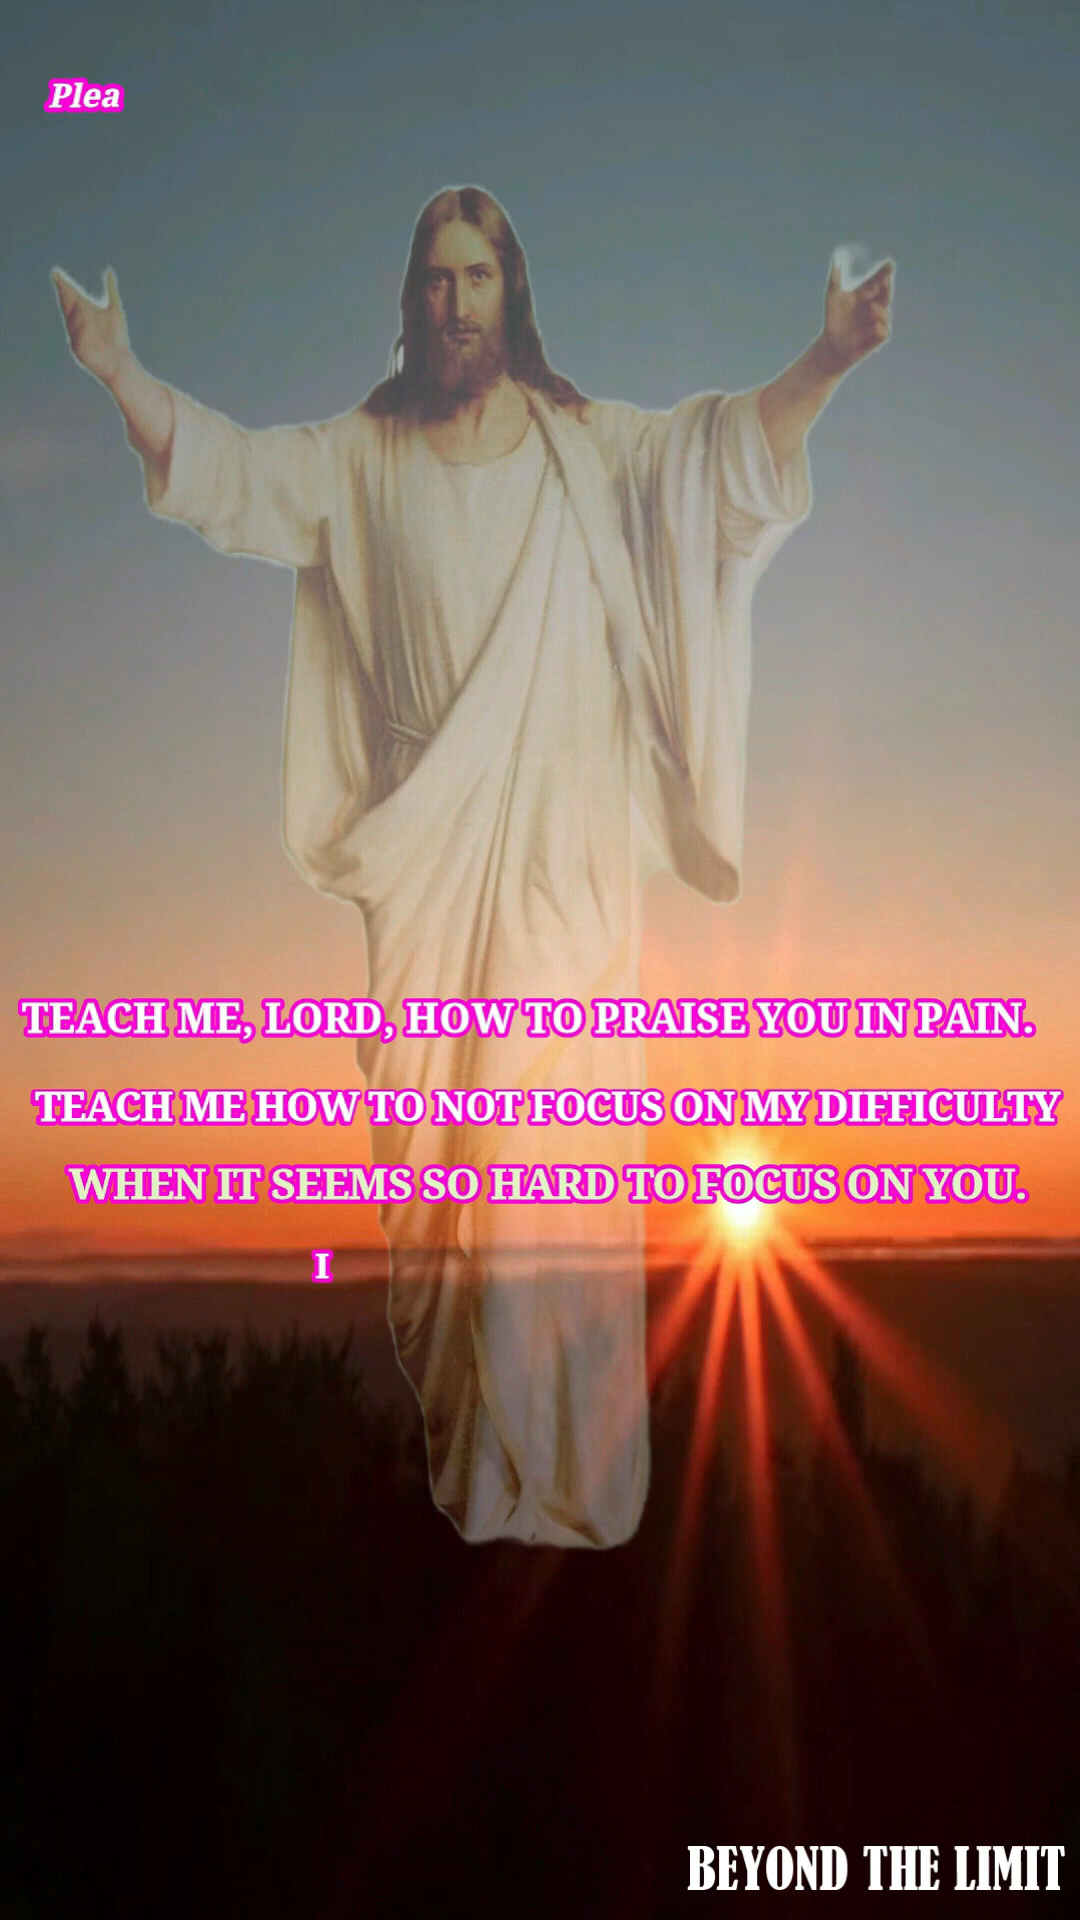 Plea
TEACH ME, LORD, HOW TO PRAISE YOU IN PAIN.
TEACH ME HOW TO NOT FOCUS ON MY DIFFICULTY
WHEN IT SEEMS SO HARD TO FOCUS ON YOU.
I
BEYOND THE LIMIT